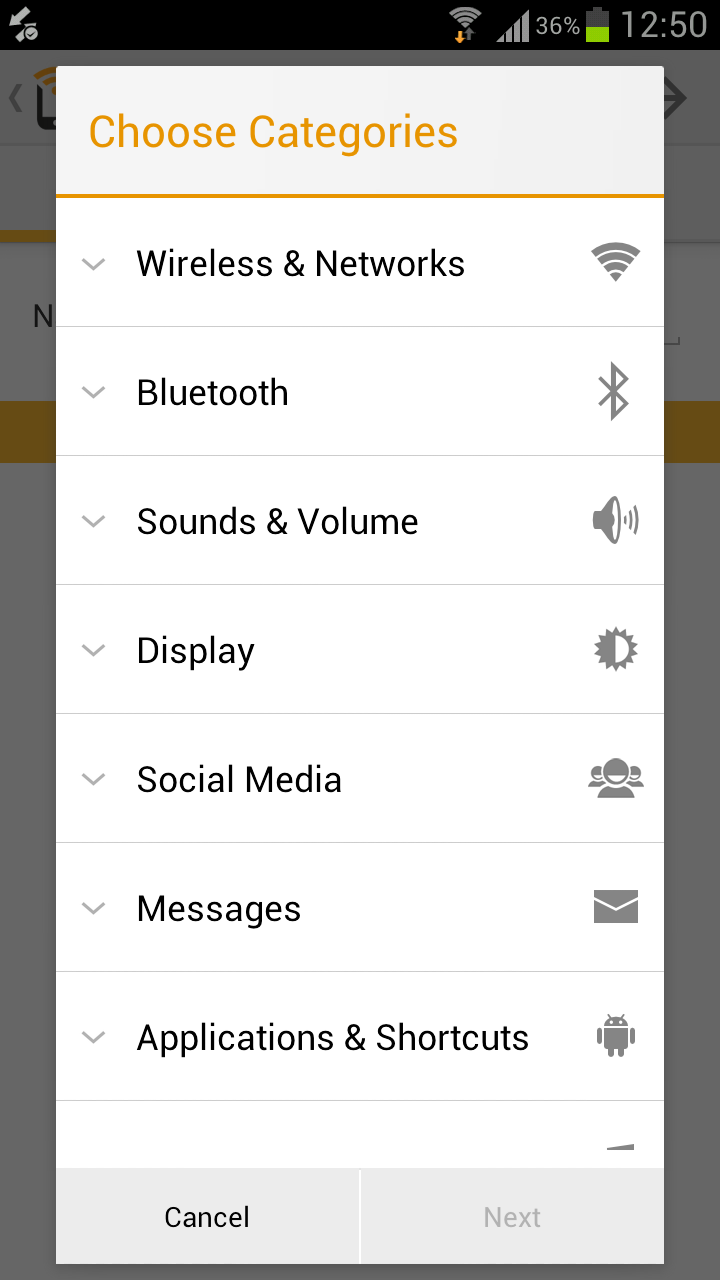 36% 12:50
Choose Categories
N
Wireless & Networks
Bluetooth
Sounds & Volume
Display
Social Media
Messages
Applications & Shortcuts
Cancel Next